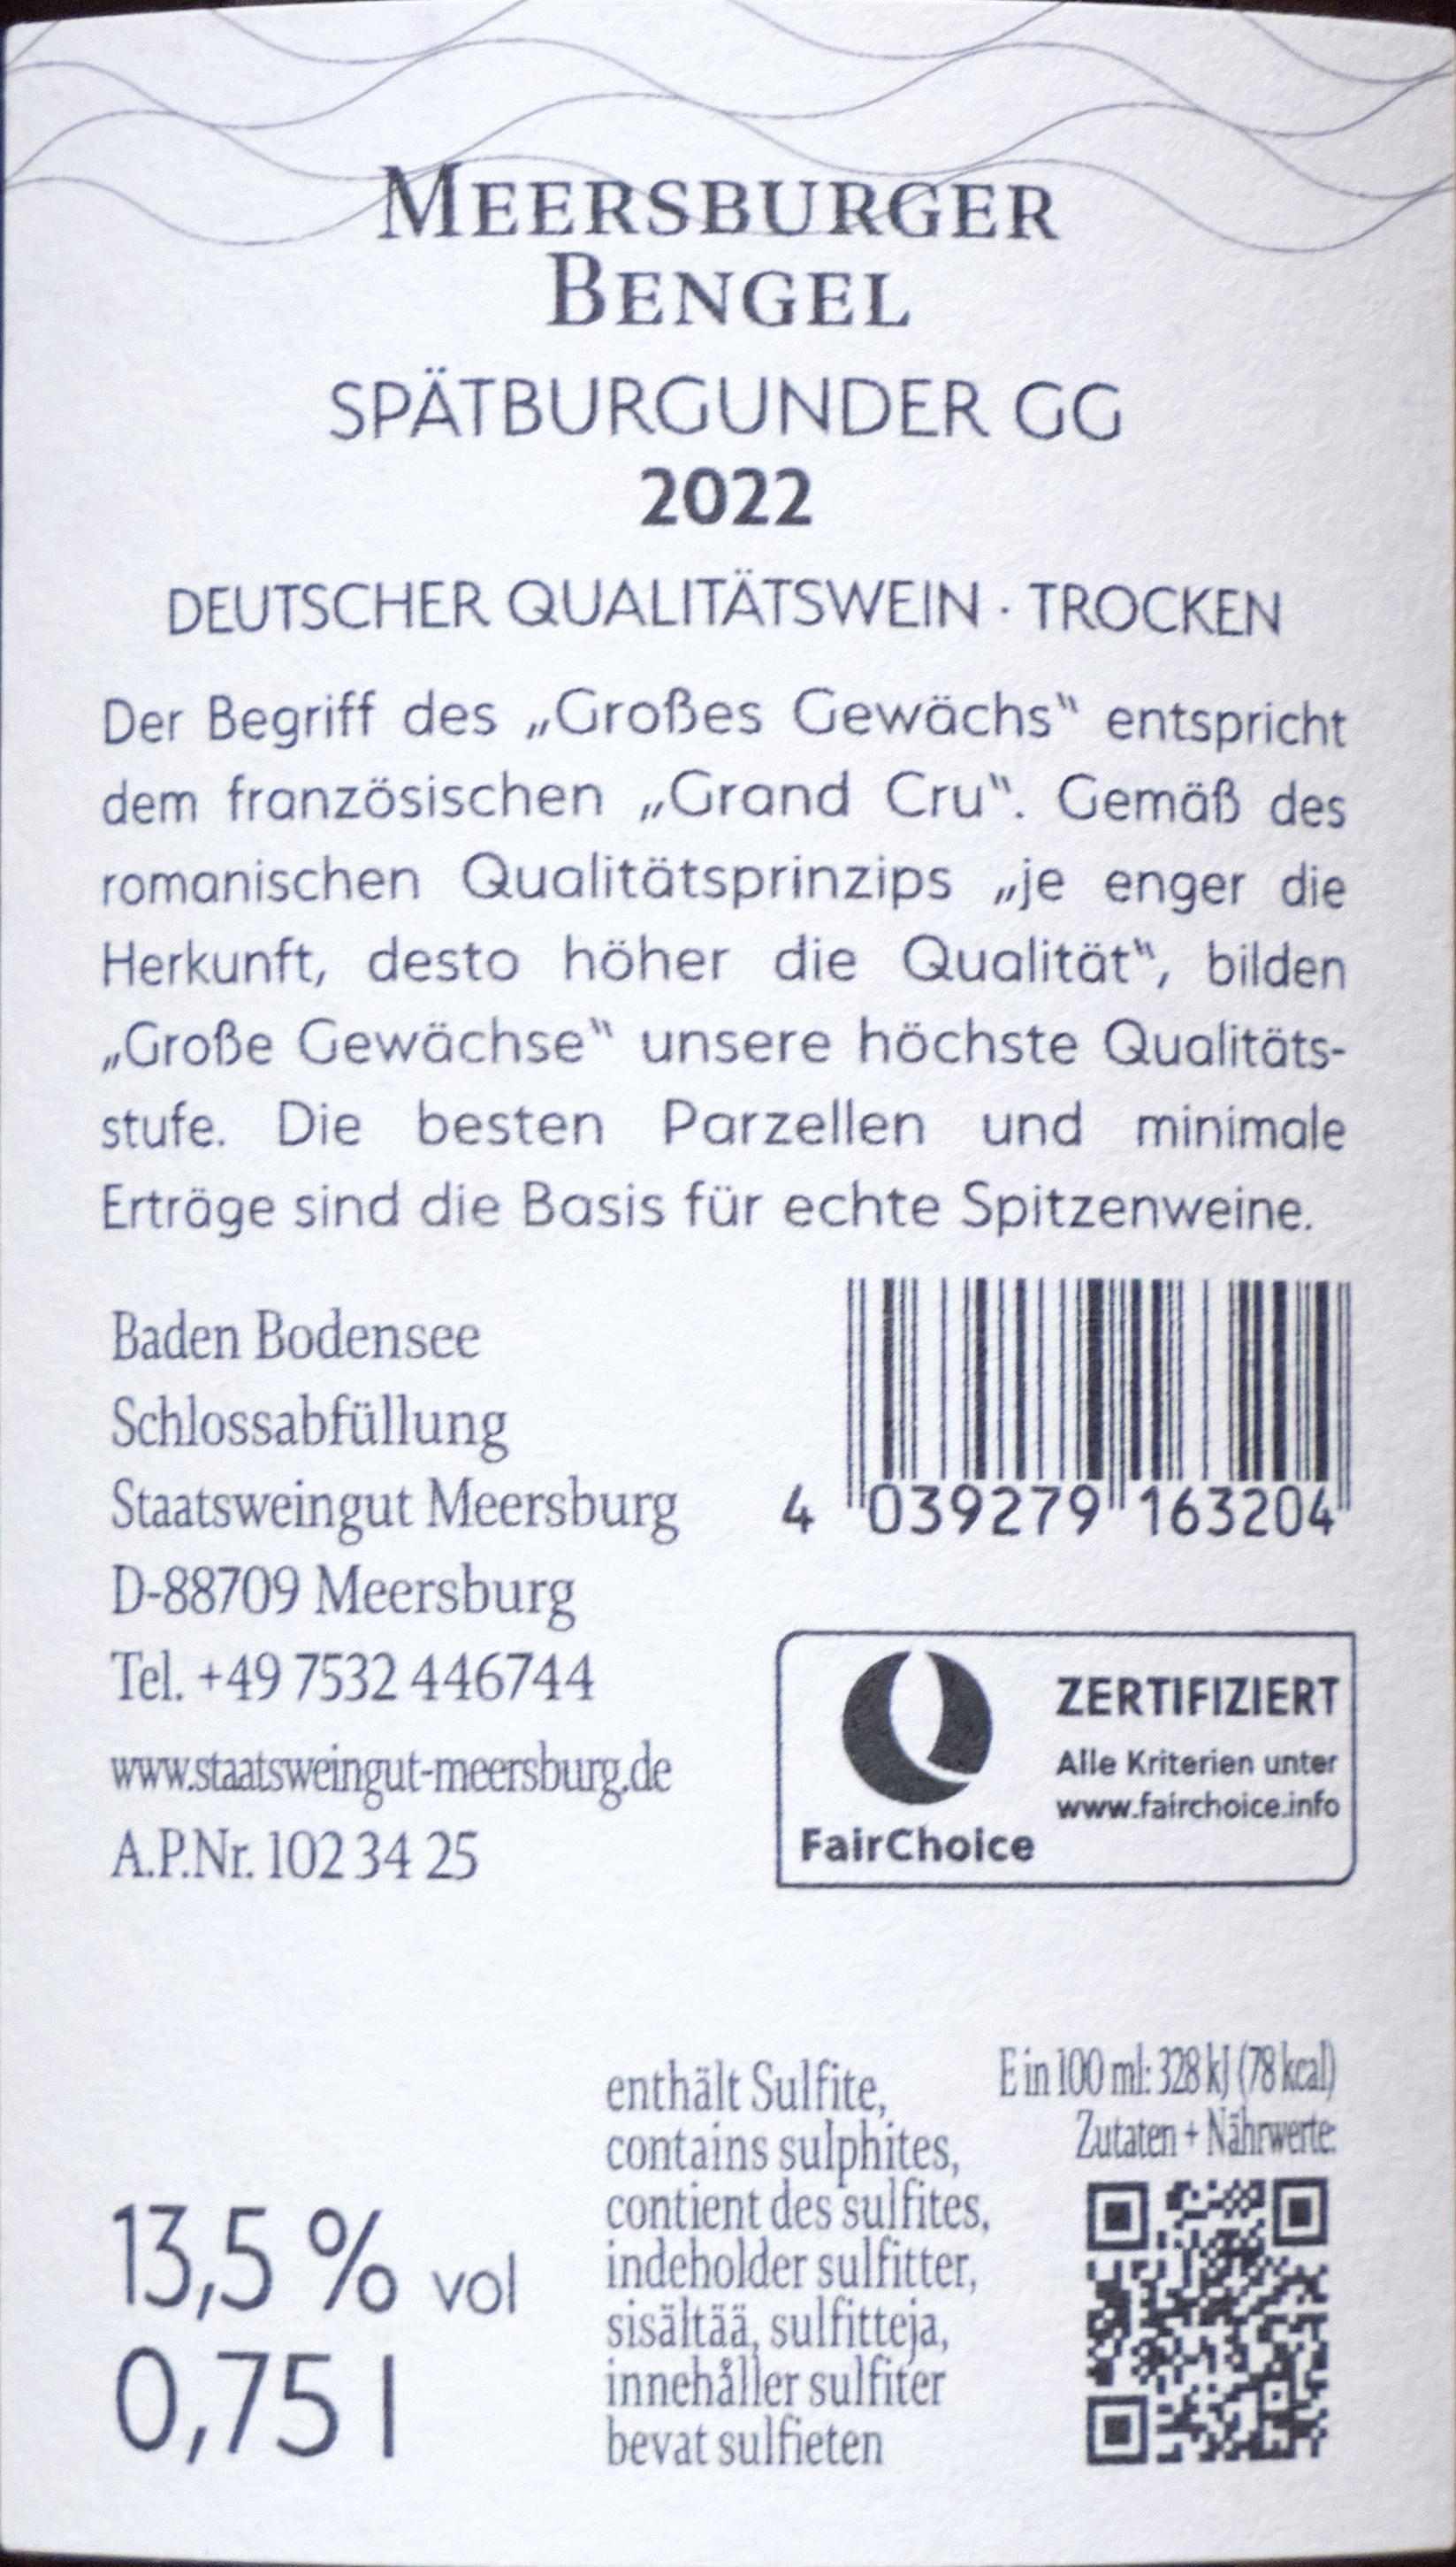 MEERSBURGER
BENGEL
SPÄTBURGUNDER GG
2022
DEUTSCHER QUALITÄTSWEIN · TROCKEN
Der Begriff des „Großes Gewächs“ entspricht
dem französischen „Grand Cru“. Gemäß des
romanischen Qualitätsprinzips „je enger die
Herkunft, desto höher die Qualität“, bilden
„Große Gewächse“ unsere höchste Qualitäts-
stufe. Die besten Parzellen und minimale
Erträge sind die Basis für echte Spitzenweine.
Baden Bodensee
Schlossabfüllung
Staatsweingut Meersburg
D-88709 Meersburg
Tel. +49 7532 446744
www.staatsweingut-meersburg.de
A.P.Nr. 102 34 25
4 039279 163204
ZERTIFIZIERT
Alle Kriterien unter
www.fairchoice.info
FairChoice
13,5 % vol
0,75 l
enthält Sulfite,
contains sulphites,
contient des sulfites,
indeholder sulfitter,
sisältää, sulfitteja,
innehåller sulfiter
bevat sulfieten
E in 100 ml: 328 kJ (78 kcal)
Zutaten + Nährwerte: